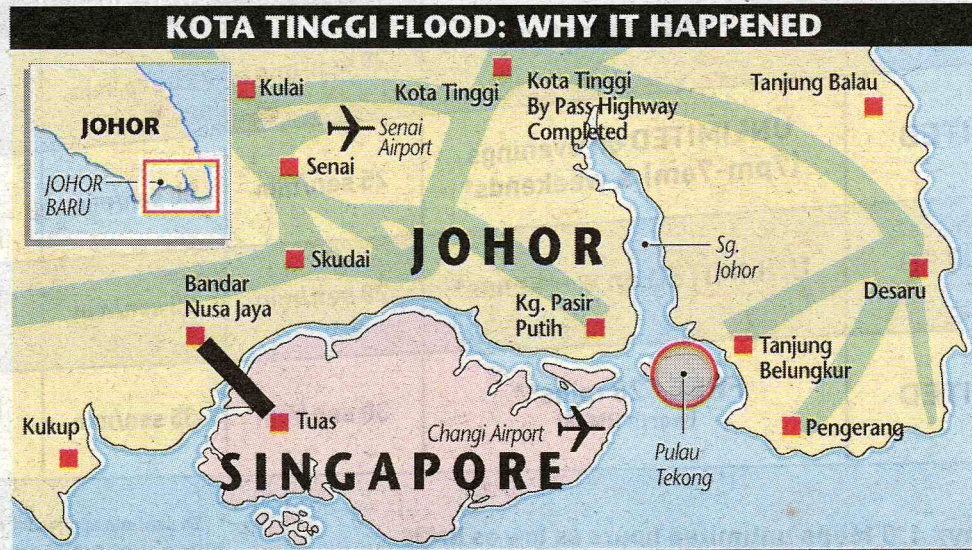 KOTA TINGGI FLOOD: WHY IT HAPPENED
JOHOR
JOHOR
BARU
Kulai
Kota Tinggi
Kota Tinggi
By Pass Highway
Completed
Tanjung Balau
Senai
Airport
Senai
JOHOR
Sg.
Johor
Skudai
Desaru
Bandar
Nusa Jaya
Kg. Pasir
Putih
Tanjung
Belungkur
Kukup
Tuas
Changi Airport
Pengerang
SINGAPORE
Pulau
Tekong